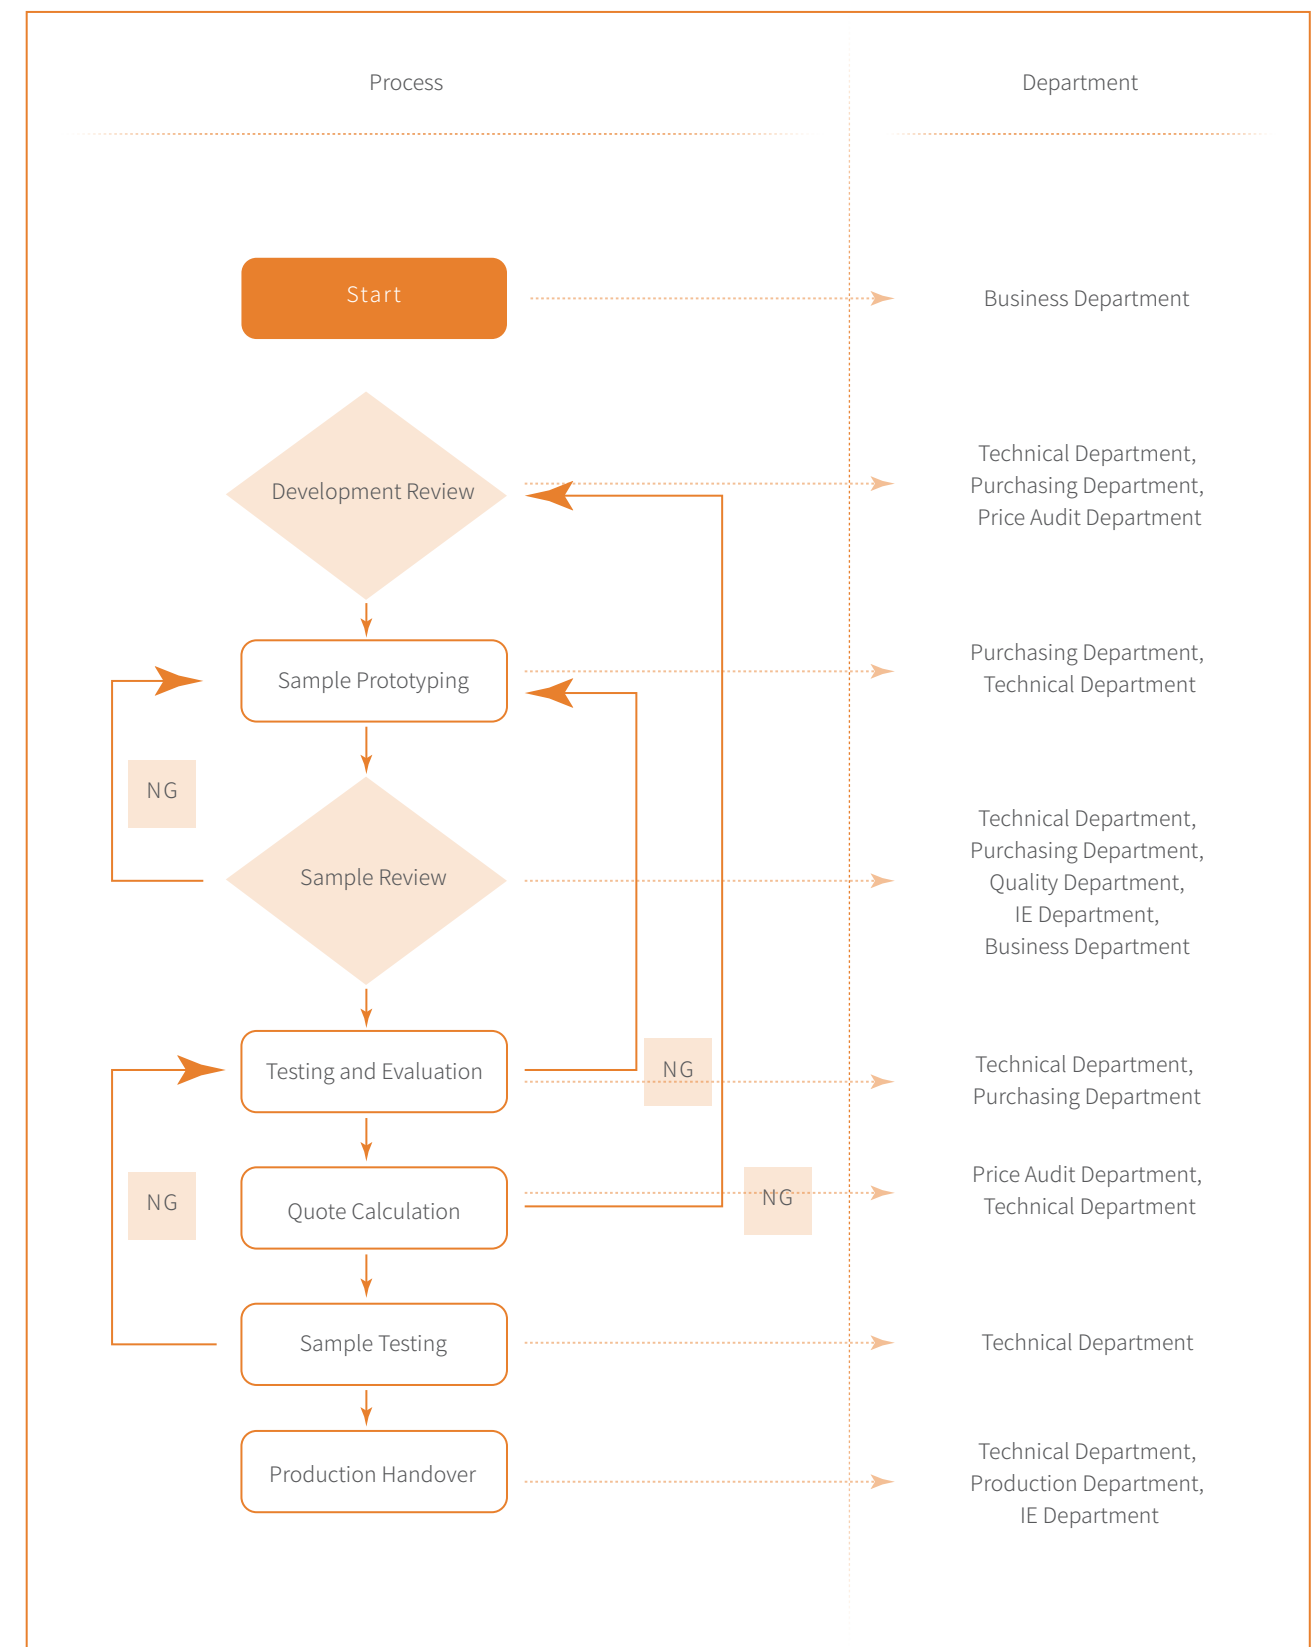 Process
Department
Start
Business Department
Development Review
Technical Department,
Purchasing Department,
Price Audit Department
Sample Prototyping
Purchasing Department,
Technical Department
NG
Sample Review
Technical Department,
Purchasing Department,
Quality Department,
IE Department,
Business Department
Testing and Evaluation
NG
Technical Department,
Purchasing Department
NG
Quote Calculation
NG
Price Audit Department,
Technical Department
Sample Testing
Technical Department
Production Handover
Technical Department,
Production Department,
IE Department